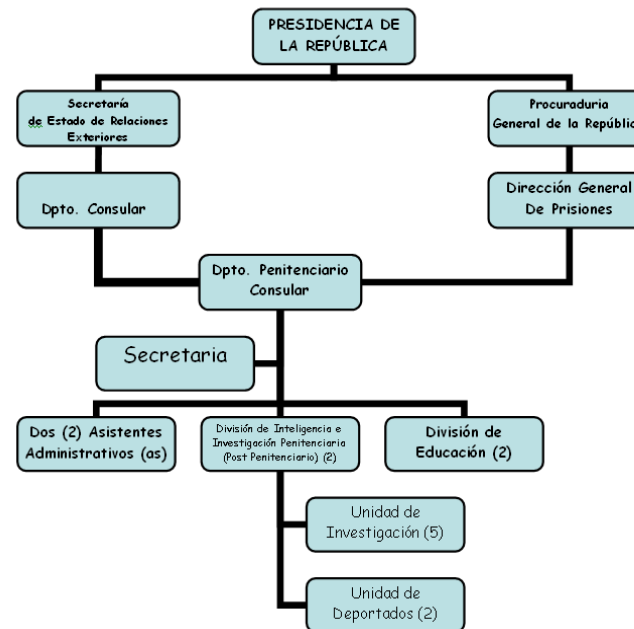 PRESIDENCIA DE
LA REPÚBLICA
Secretaría
de Estado de Relaciones
Exteriores
Procuraduria
General de la Repúblic
Dpto. Consular
Dirección General
De Prisiones
Dpto. Penitenciario
Consular
Secretaria
Dos (2) Asistentes
Administrativos (as)
División de Inteligencia e
Investigación Penitenciaria
(Post Penitenciario) (2)
División de
Educación (2)
Unidad de
Investigación (5)
Unidad de
Deportados (2)